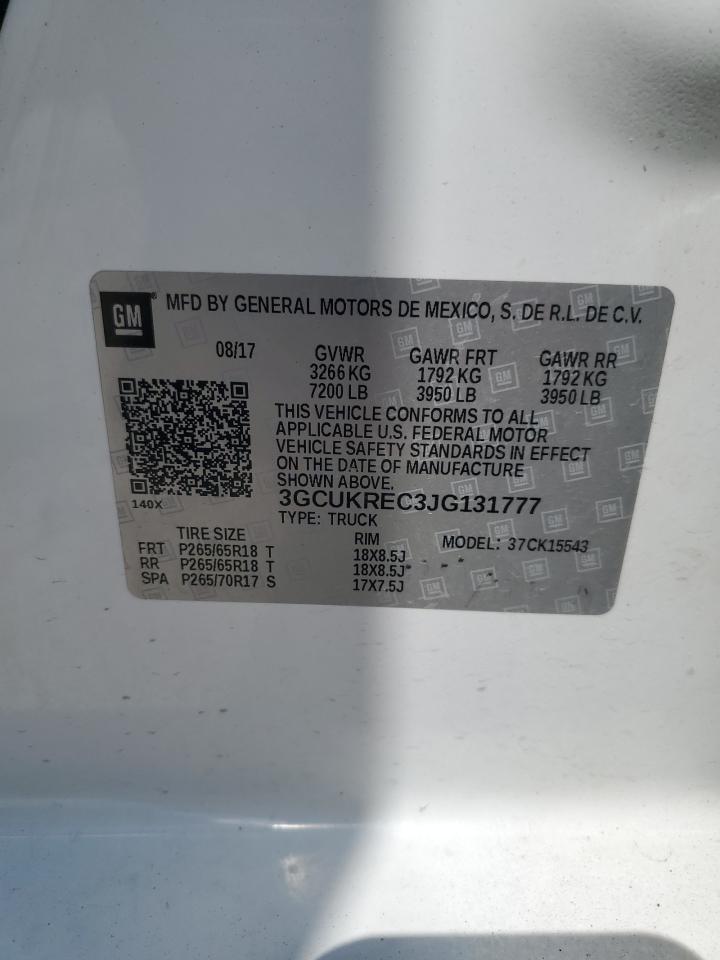 GM ® MFD BY GENERAL MOTORS DE MEXICO, S. DE R.L. DE C.V.
08/17 GVWR GAWR FRT GAWR RR
3266 KG 1792 KG 1792 KG
7200 LB 3950 LB 3950 LB
THIS VEHICLE CONFORMS TO ALL
APPLICABLE U.S. FEDERAL MOTOR
VEHICLE SAFETY STANDARDS IN EFFECT
ON THE DATE OF MANUFACTURE
SHOWN ABOVE.
140X 3GCUKREC3JG131777
TYPE: TRUCK
TIRE SIZE RIM MODEL: 37CK15543
FRT P265/65R18 T 18X8.5J
RR P265/65R18 T 18X8.5J
SPA P265/70R17 S 17X7.5J